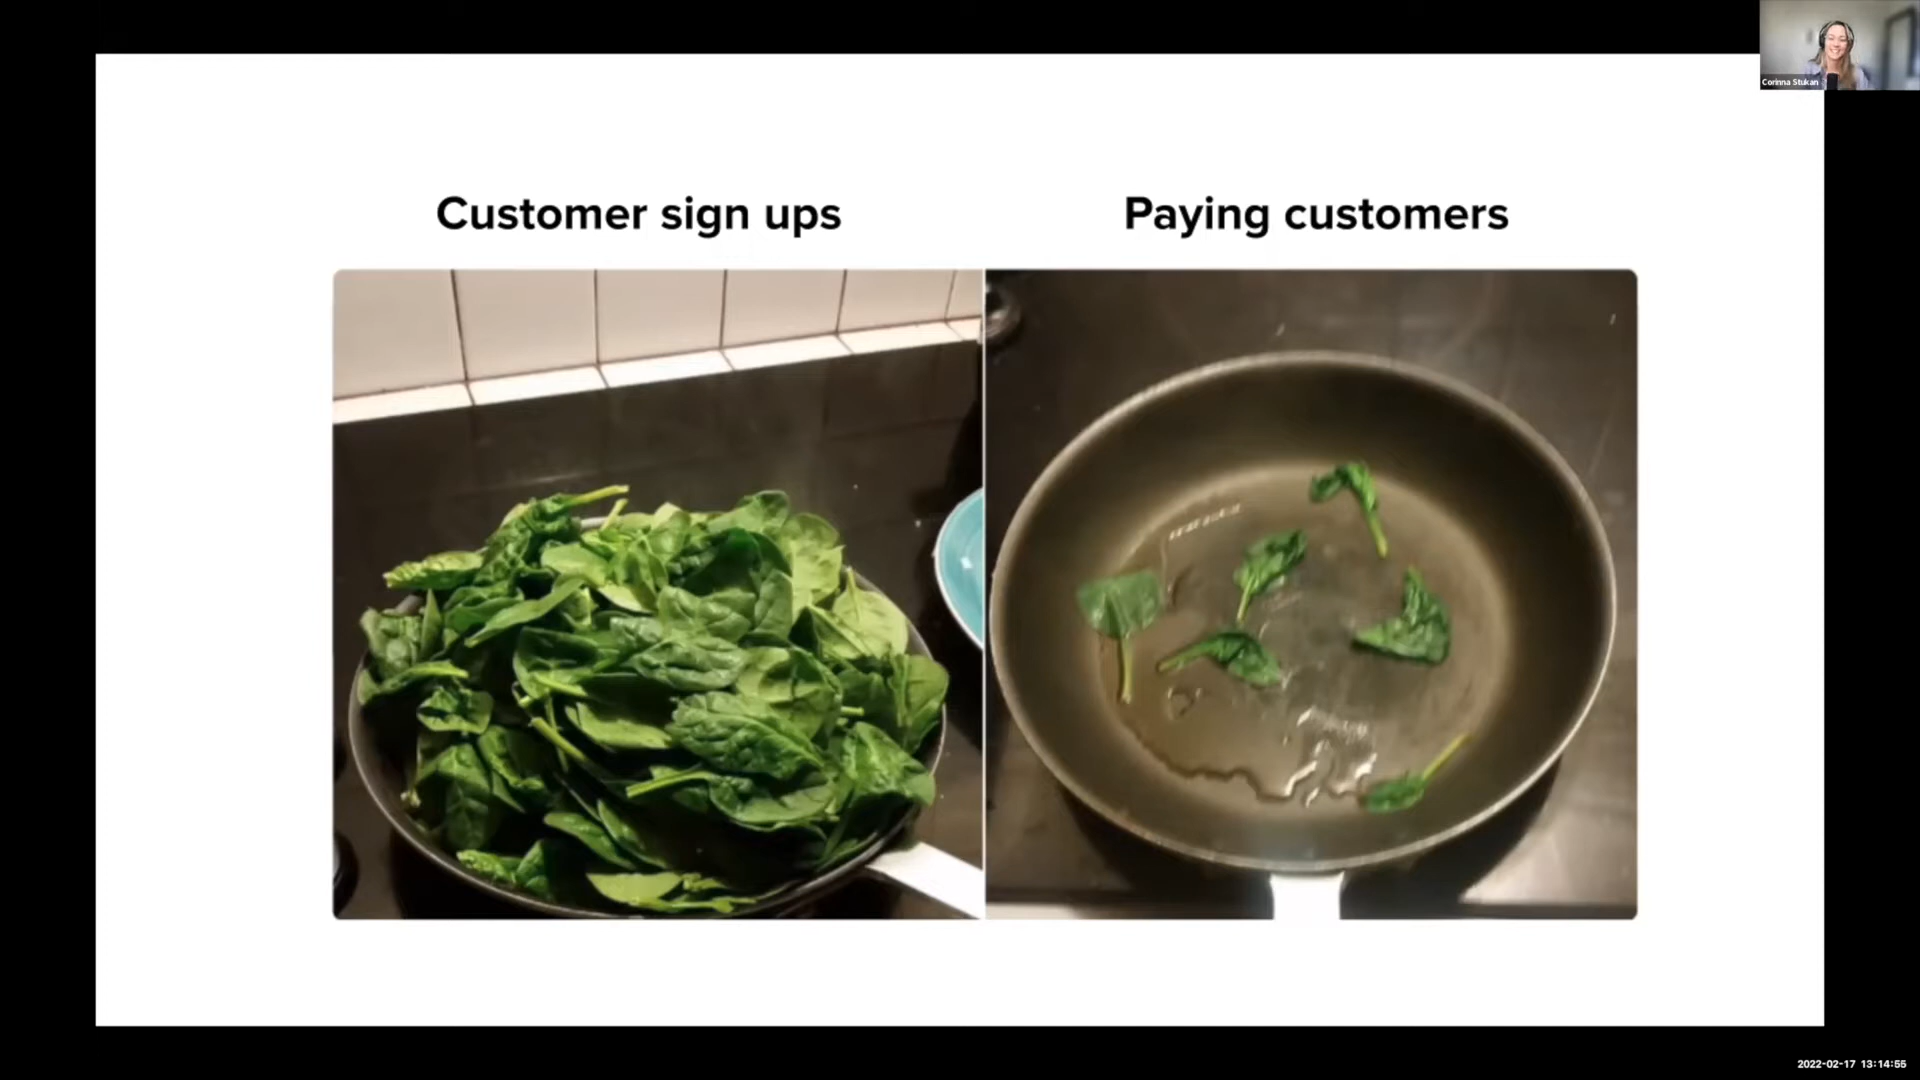 Corinna Stukan
Customer sign ups
Paying customers
2022-02-17 13:14:55